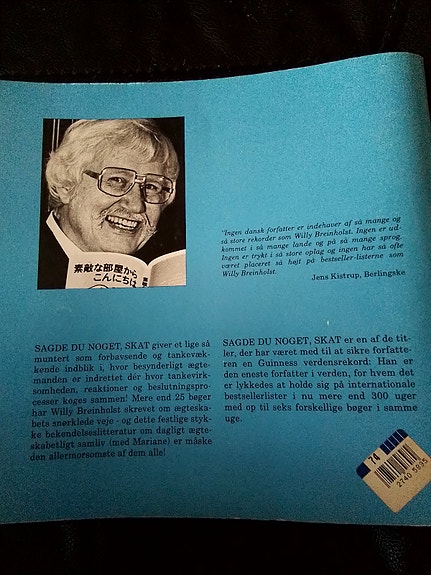 素敵な部屋から
こんにちは
"Ingen dansk forfatter er indehaver af så mange og
så store rekorder som Willy Breinholst. Ingen er ud-
kommet i så mange lande og på så mange sprog.
Ingen er trykt i så store oplag og ingen har så ofte
været placeret så højt på bestseller-listerne som
Willy Breinholst.
Jens Kistrup, Berlingske
SAGDE DU NOGET, SKAT giver et lige så
muntert som forbavsende og tankevæk-
kende indblik i, hvor besynderligt ægte-
manden er indrettet dér hvor tankevirk-
somheden, reaktioner og beslutningspro-
cesser koges sammen! Mere end 25 bøger
har Willy Breinholst skrevet om ægteska-
bets snørklede veje - og dette festlige styk-
ke bekendelseslitteratur om dagligt ægte-
skabetligt samliv (med Mariane) er måske
den allermorsomste af dem alle!
SAGDE DU NOGET, SKAT er en af de tit-
ler, der har været med til at sikre forfatte-
ren en Guinness verdensrekord: Han er
den eneste forfatter i verden, for hvem det
er lykkedes at holde sig på internationale
bestsellerlister i nu mere end 300 uger
med op til seks forskellige bøger i samme
uge.
74
2740 5995